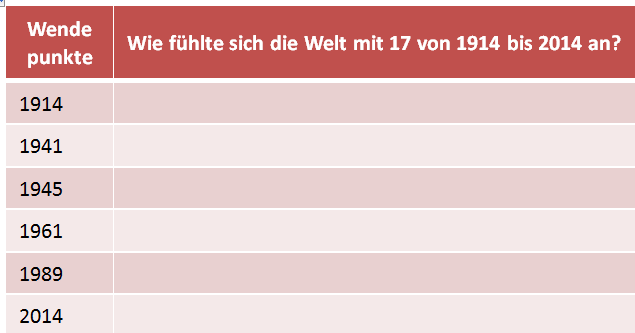 Wende
punkte
Wie fühlte sich die Welt mit 17 von 1914 bis 2014 an?
1914
1941
1945
1961
1989
2014